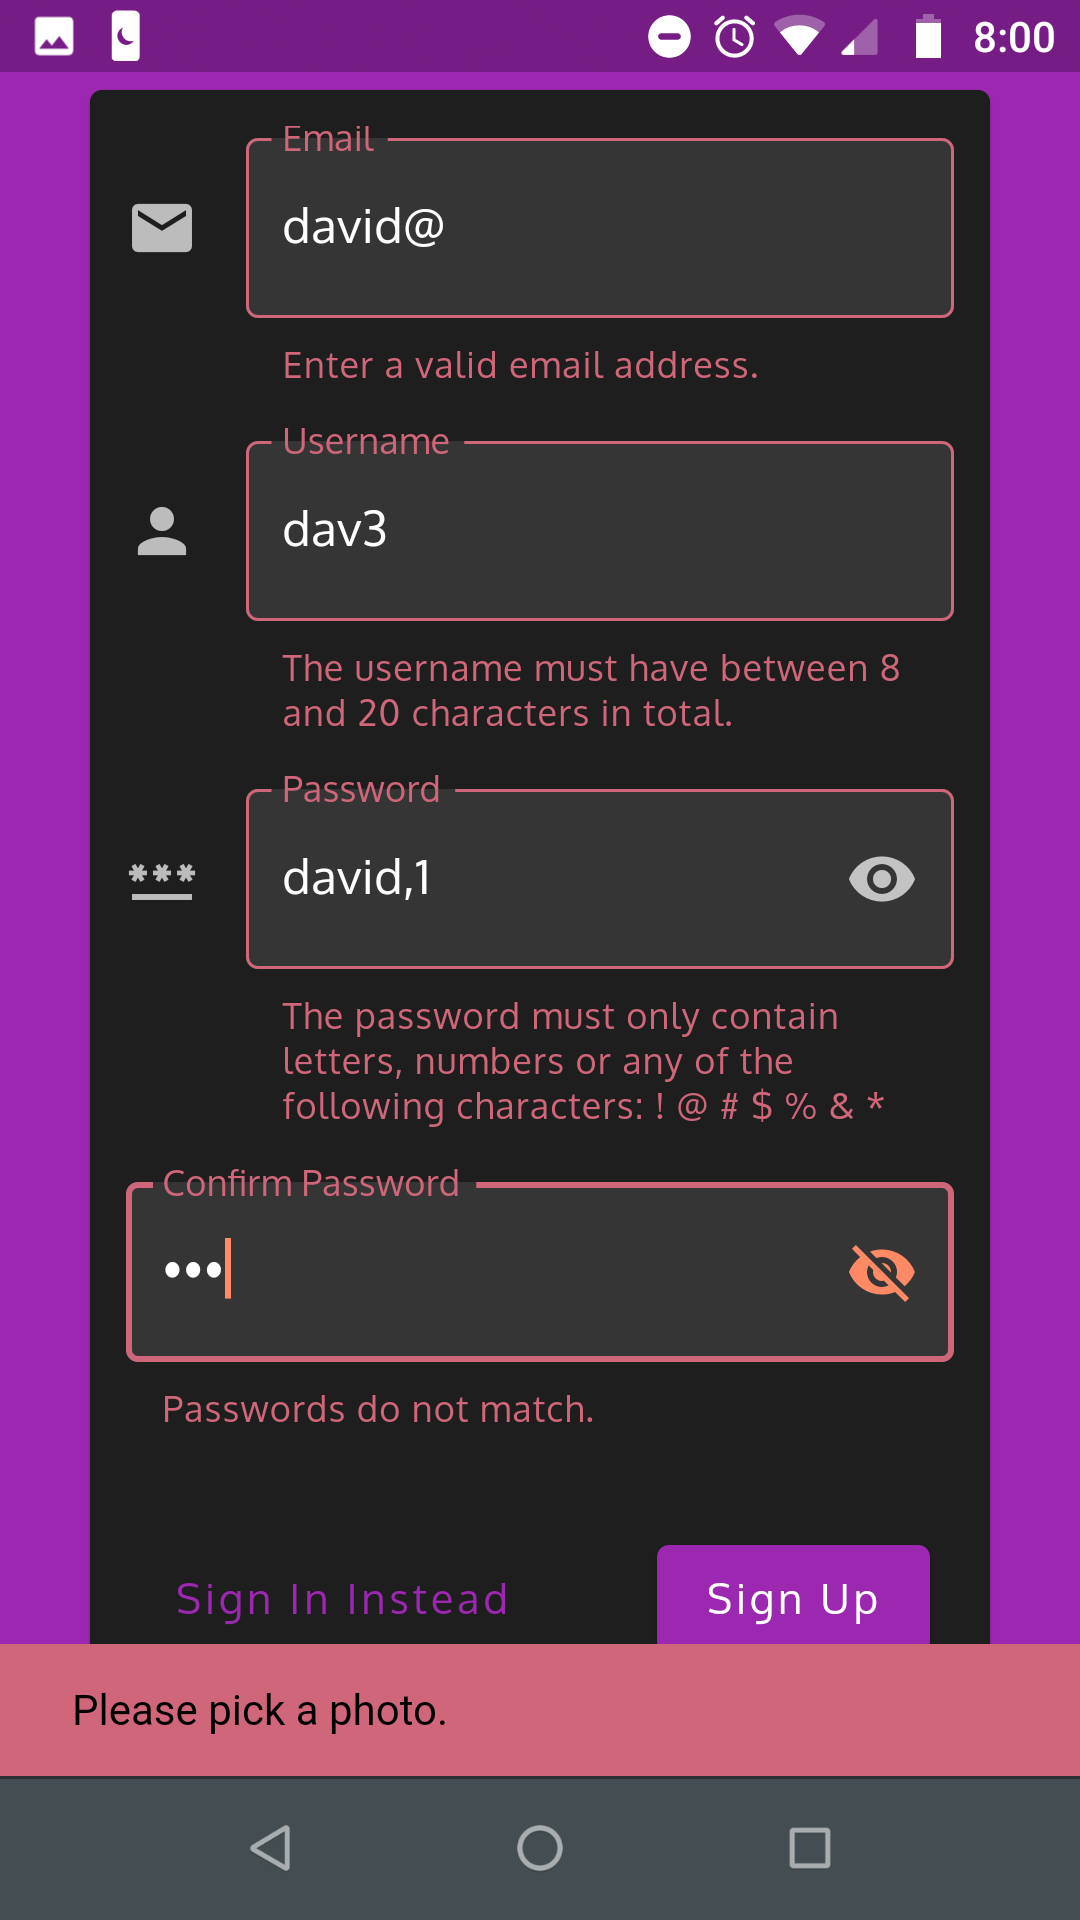 8:00
Email
david@
Enter a valid email address.
Username
dav3
The username must have between 8
and 20 characters in total.
Password
***
david,1
The password must only contain
letters, numbers or any of the
following characters: ! @ # $ % & *
Confirm Password
•••
Passwords do not match.
Sign In Instead
Sign Up
Please pick a photo.